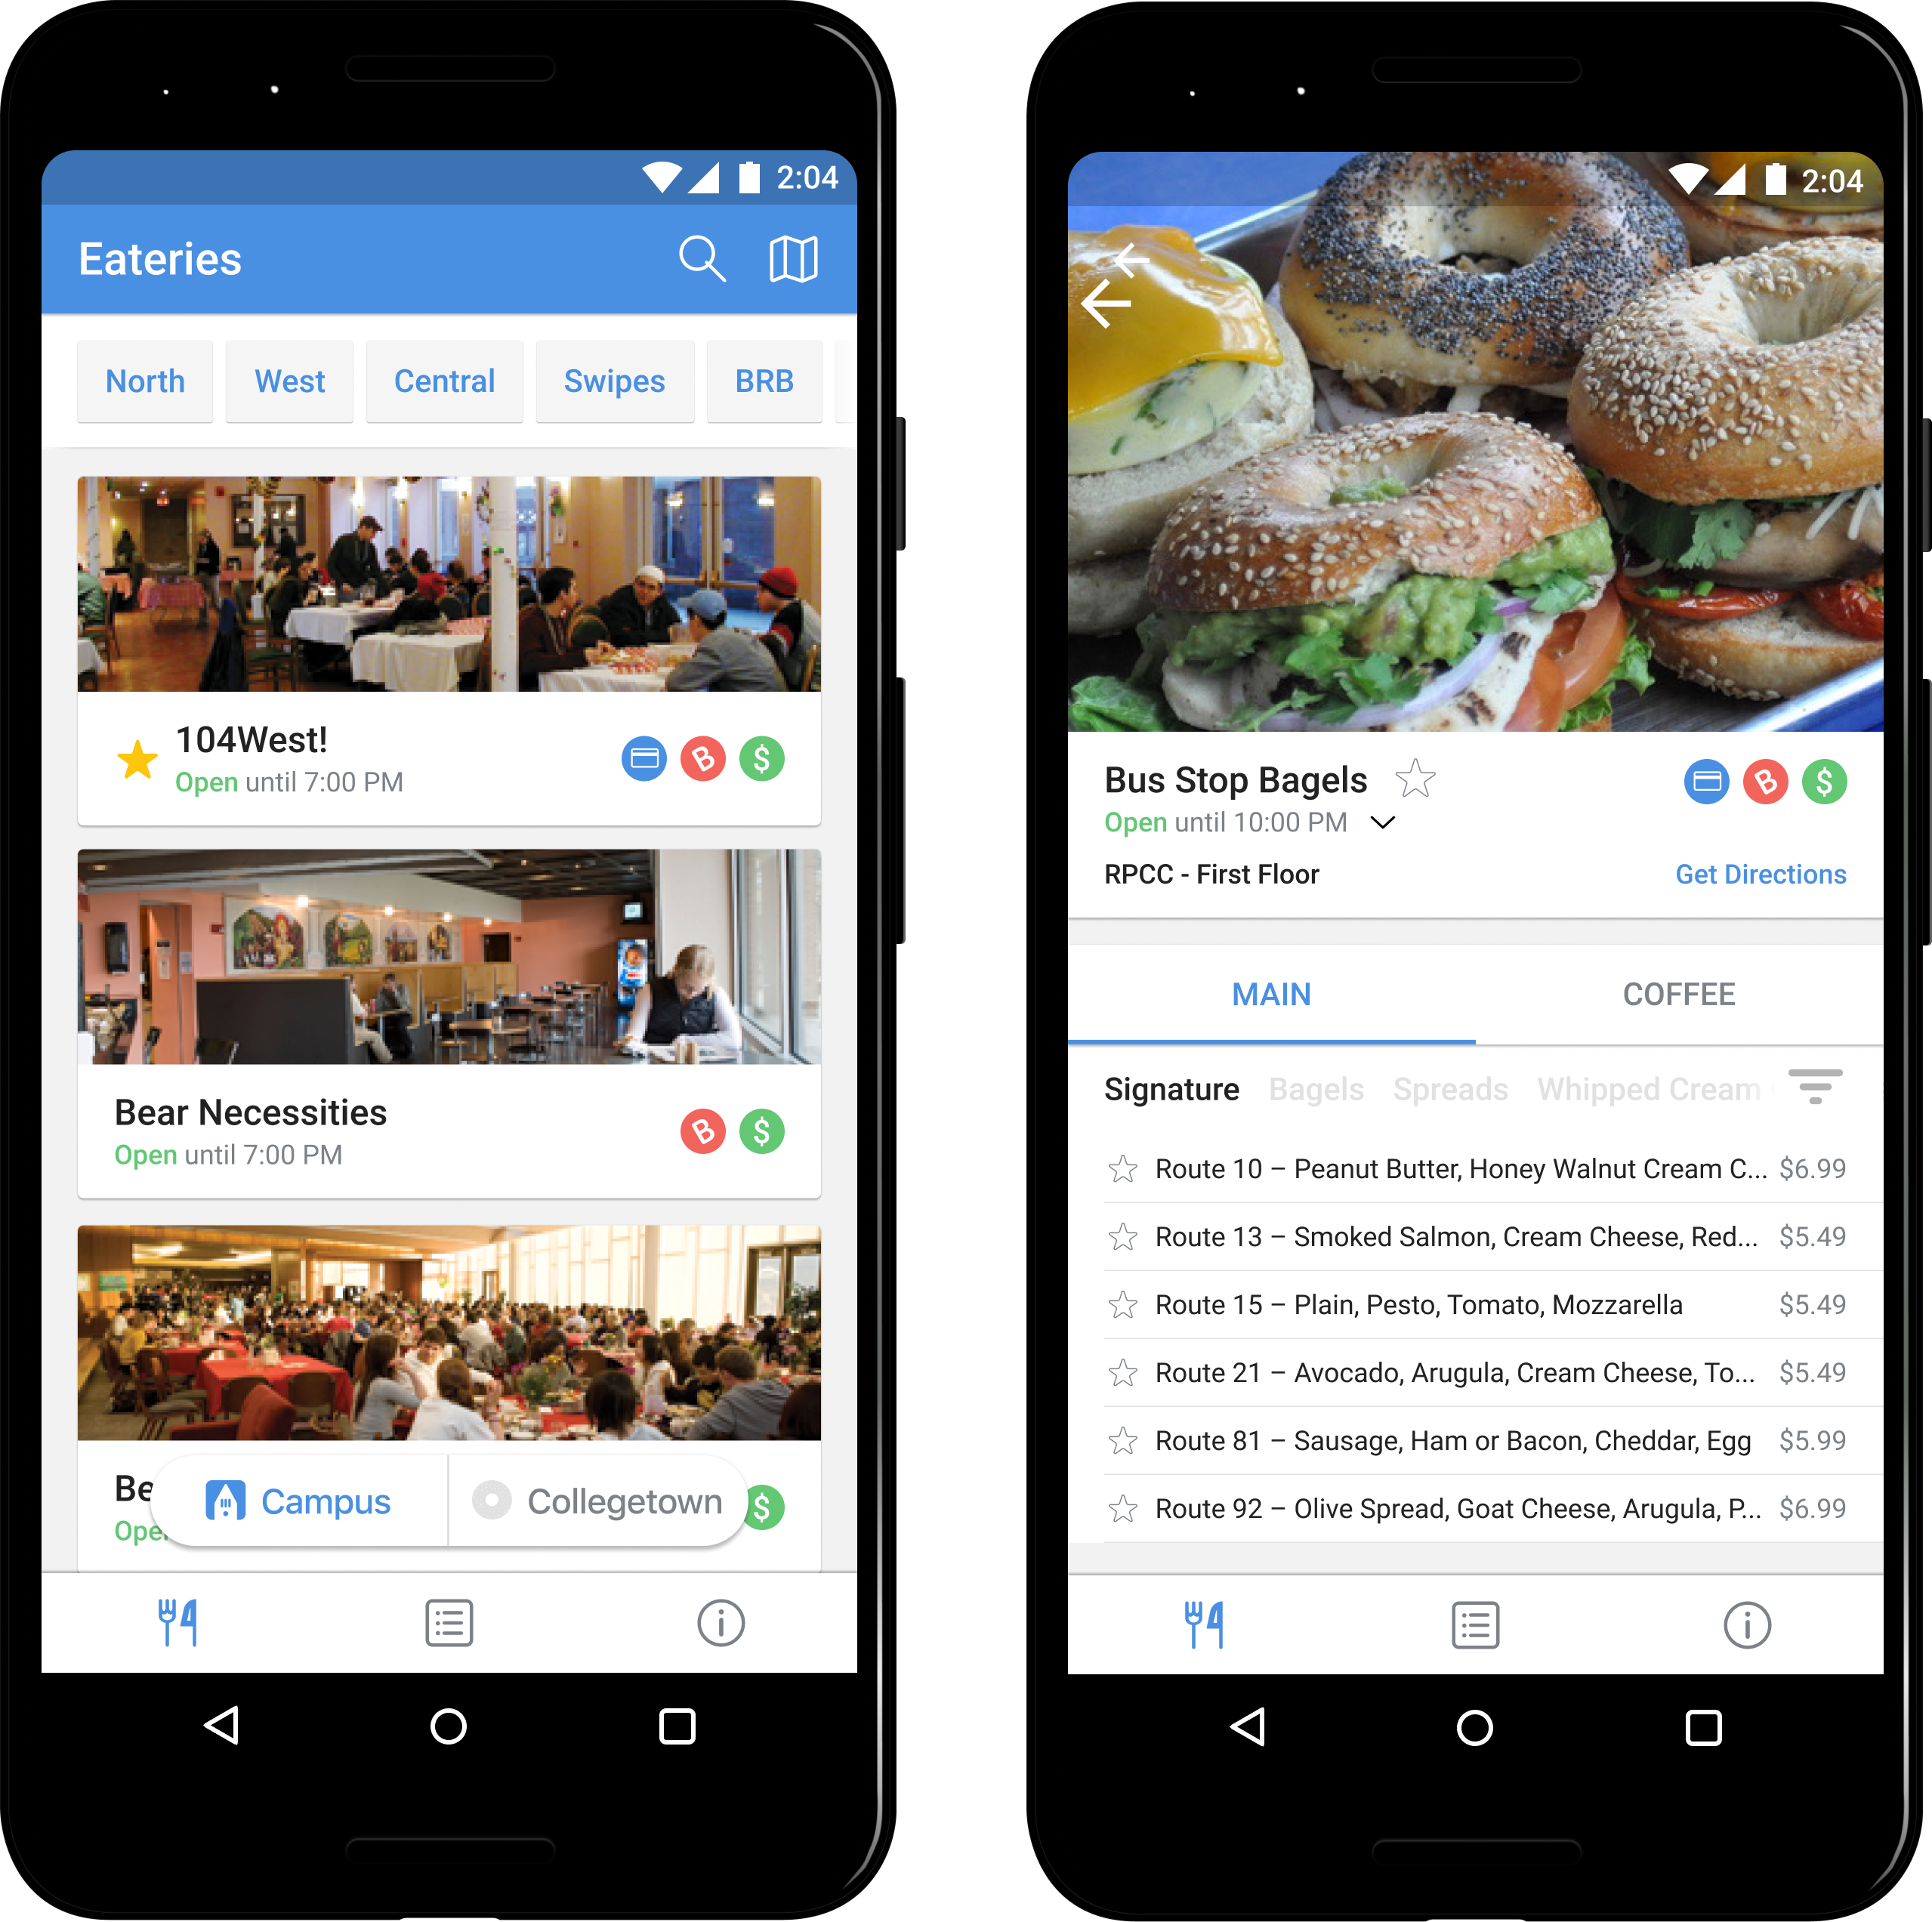 2:04
Eateries
North West Central Swipes BRB
104West!
Open until 7:00 PM
B $
Bear Necessities
Open until 7:00 PM
B $
Be
Ope
$
Campus Collegetown
2:04
Bus Stop Bagels
B $
Open until 10:00 PM
RPCC - First Floor Get Directions
MAIN COFFEE
Signature Bagels Spreads Whipped Cream
Route 10 – Peanut Butter, Honey Walnut Cream C... $6.99
Route 13 – Smoked Salmon, Cream Cheese, Red... $5.49
Route 15 – Plain, Pesto, Tomato, Mozzarella $5.49
Route 21 – Avocado, Arugula, Cream Cheese, To... $5.49
Route 81 – Sausage, Ham or Bacon, Cheddar, Egg $5.99
Route 92 – Olive Spread, Goat Cheese, Arugula, P... $6.99